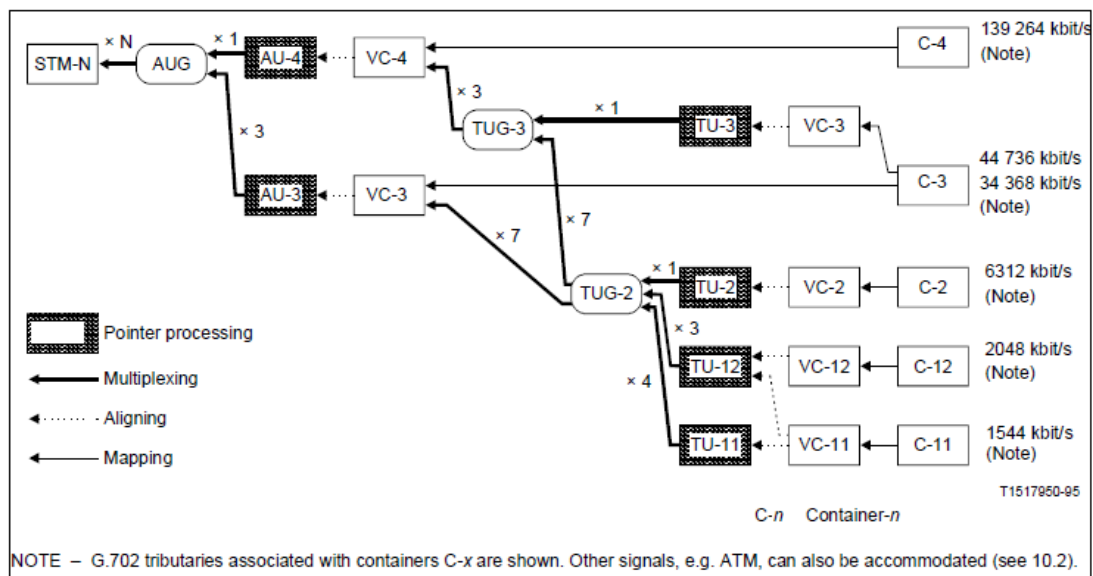 × N
× 1
139 264 kbit/s
STM-N
AUG
AU-4
VC-4
C-4
(Note)
× 3
× 1
TUG-3
TU-3
VC-3
× 3
44 736 kbit/s
AU-3
VC-3
C-3
34 368 kbit/s
(Note)
× 7
× 7
× 1
6312 kbit/s
TUG-2
TU-2
VC-2
C-2
(Note)
Pointer processing
× 3
2048 kbit/s
Multiplexing
× 4
TU-12
VC-12
C-12
(Note)
Aligning
1544 kbit/s
TU-11
VC-11
C-11
(Note)
Mapping
T1517950-95
C-n Container-n
NOTE – G.702 tributaries associated with containers C-x are shown. Other signals, e.g. ATM, can also be accommodated (see 10.2).